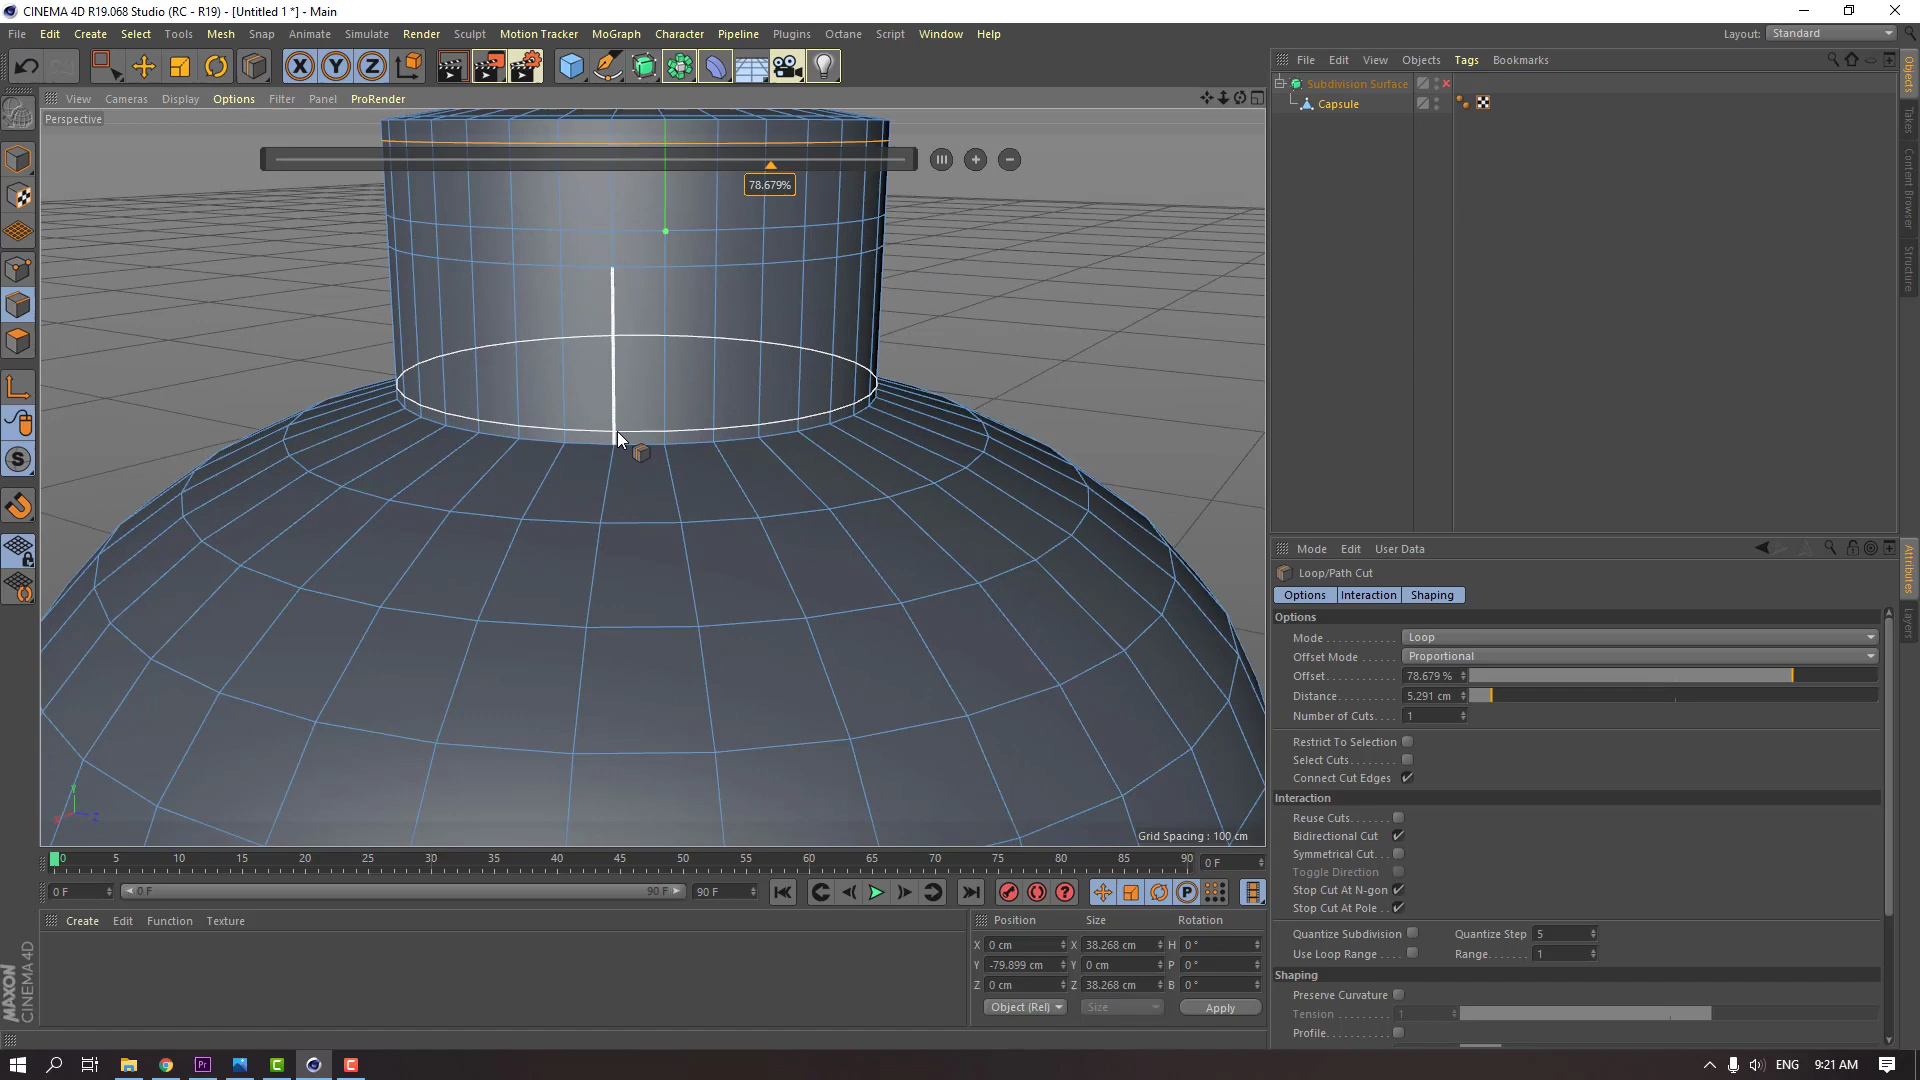 CINEMA 4D R19.068 Studio (RC - R19) - [Untitled 1 *] - Main
File Edit Create Select Tools Mesh Snap Animate Simulate Render Sculpt Motion Tracker MoGraph Character Pipeline Plugins Octane Script Window Help Layout: Standard
X Y Z
File Edit View Objects Tags Bookmarks
Subdivision Surface
Capsule
View Cameras Display Options Filter Panel ProRender
Perspective
78.679%
S
Grid Spacing : 100 cm
Objects
Takes
Content Browser
Structure
Mode Edit User Data
Loop/Path Cut
Options Interaction Shaping
Options
Mode Loop
Offset Mode Proportional
Offset 78.679 %
Distance 5.291 cm
Number of Cuts 1
Restrict To Selection
Select Cuts
Connect Cut Edges
Interaction
Reuse Cuts
Bidirectional Cut
Symmetrical Cut
Toggle Direction
Stop Cut At N-gon
Stop Cut At Pole
Quantize Subdivision Quantize Step 5
Use Loop Range Range 1
Shaping
Preserve Curvature
Tension 1
Profile
Attributes
Layers
0 5 10 15 20 25 30 35 40 45 50 55 60 65 70 75 80 85 90 0 F
0 F 0 F 90 F 90 F
P
Create Edit Function Texture
Position Size Rotation
X 0 cm X 38.268 cm H 0 °
Y -79.899 cm Y 0 cm P 0 °
Z 0 cm Z 38.268 cm B 0 °
Object (Rel) Size Apply
MAXON
CINEMA 4D
ENG 9:21 AM